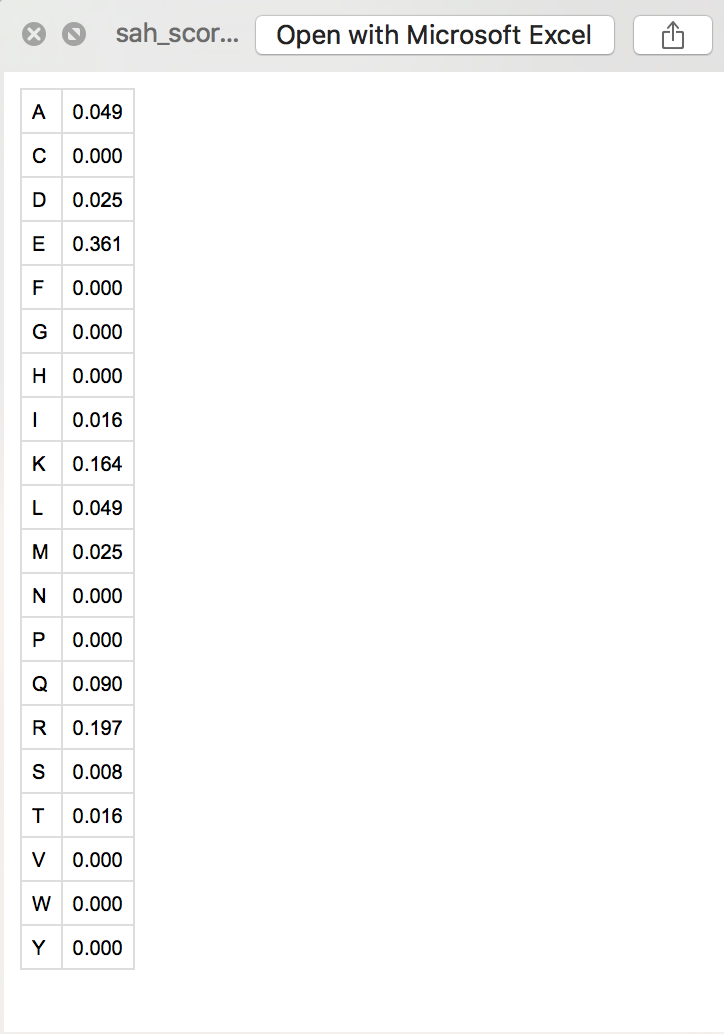 sah_scor... Open with Microsoft Excel
A 0.049
C 0.000
D 0.025
E 0.361
F 0.000
G 0.000
H 0.000
I 0.016
K 0.164
L 0.049
M 0.025
N 0.000
P 0.000
Q 0.090
R 0.197
S 0.008
T 0.016
V 0.000
W 0.000
Y 0.000